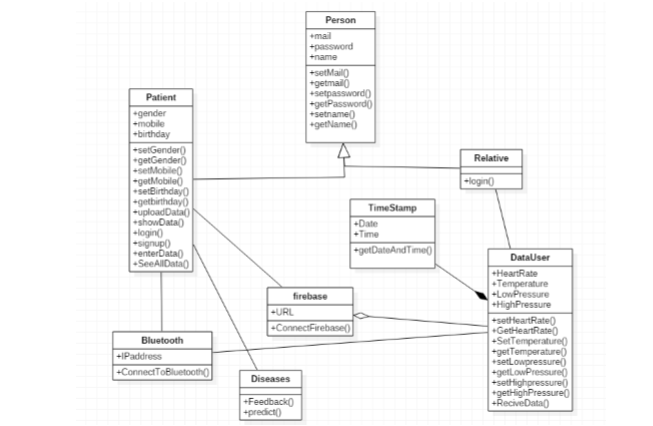 Person
+mail
+password
+name
+setMail()
+getmail()
+setpassword()
+getPassword()
+setname()
+getName()
Patient
+gender
+mobile
+birthday
+setGender()
+getGender()
+setMobile()
+getMobile()
+setBirthday()
+getbirthday()
+uploadData()
+showData()
+login()
+signup()
+enterData()
+SeeAllData()
Relative
+login()
TimeStamp
+Date
+Time
+getDateAndTime()
DataUser
+HeartRate
+Temperature
+LowPressure
+HighPressure
+setHeartRate()
+GetHeartRate()
+SetTemperature()
+getTemperature()
+setLowpressure()
+getLowPressure()
+setHighpressure()
+getHighPressure()
+ReciveData()
firebase
+URL
+ConnectFirebase()
Bluetooth
+IPaddress
+ConnectToBluetooth()
Diseases
+Feedback()
+predict()